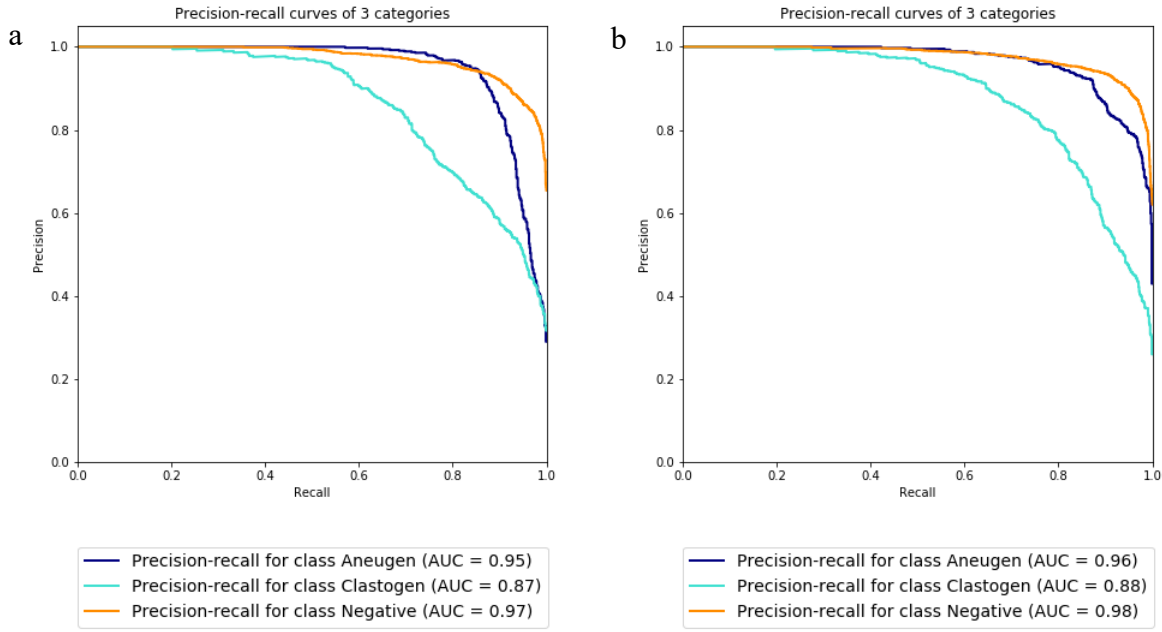 a
Precision-recall curves of 3 categories
1.0
0.8
0.6
0.4
0.2
0.0
Precision
0.0 0.2 0.4 0.6 0.8 1.0
Recall
Precision-recall for class Aneugen (AUC = 0.95)
Precision-recall for class Clastogen (AUC = 0.87)
Precision-recall for class Negative (AUC = 0.97)
b
Precision-recall curves of 3 categories
1.0
0.8
0.6
0.4
0.2
0.0
Precision
0.0 0.2 0.4 0.6 0.8 1.0
Recall
Precision-recall for class Aneugen (AUC = 0.96)
Precision-recall for class Clastogen (AUC = 0.88)
Precision-recall for class Negative (AUC = 0.98)